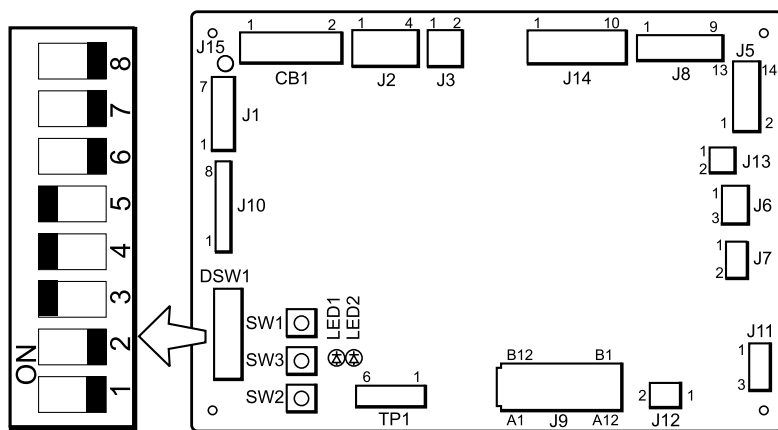 8
7
6
5
4
3
2
1
ON
J15
1 2
CB1
1 4
J2
1 2
J3
1 10
J14
1 9
J8
J5
13 14
1 2
7
J1
1
8
J10
1
1
J13
2
1
J6
3
1
J7
2
DSW1
SW1
SW3
SW2
LED1
LED2
6 1
TP1
B12 B1
A1 J9 A12
2 1
J12
J11
1
3